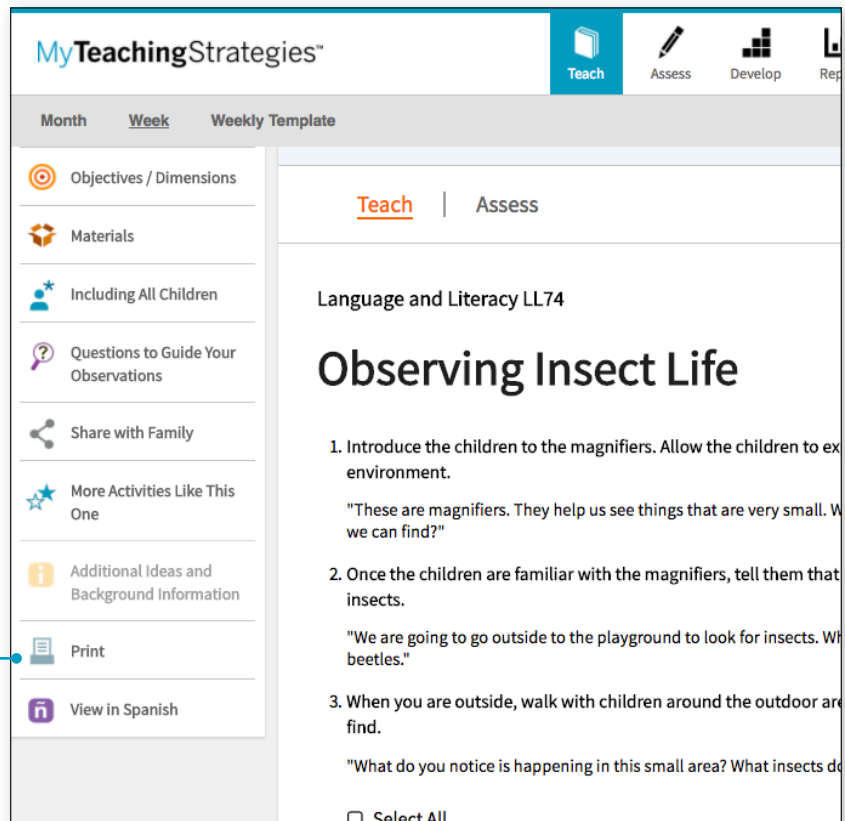 MyTeachingStrategies™
Teach
Assess
Develop
Month
Week
Weekly Template
Objectives / Dimensions
Materials
Including All Children
Questions to Guide Your
Observations
Share with Family
More Activities Like This
One
Additional Ideas and
Background Information
Print
View in Spanish
Teach | Assess
Language and Literacy LL74
Observing Insect Life
1. Introduce the children to the magnifiers. Allow the children to ex
environment.
"These are magnifiers. They help us see things that are very small. W
we can find?"
2. Once the children are familiar with the magnifiers, tell them that
insects.
"We are going to go outside to the playground to look for insects. Wh
beetles."
3. When you are outside, walk with children around the outdoor are
find.
"What do you notice is happening in this small area? What insects do
Select All